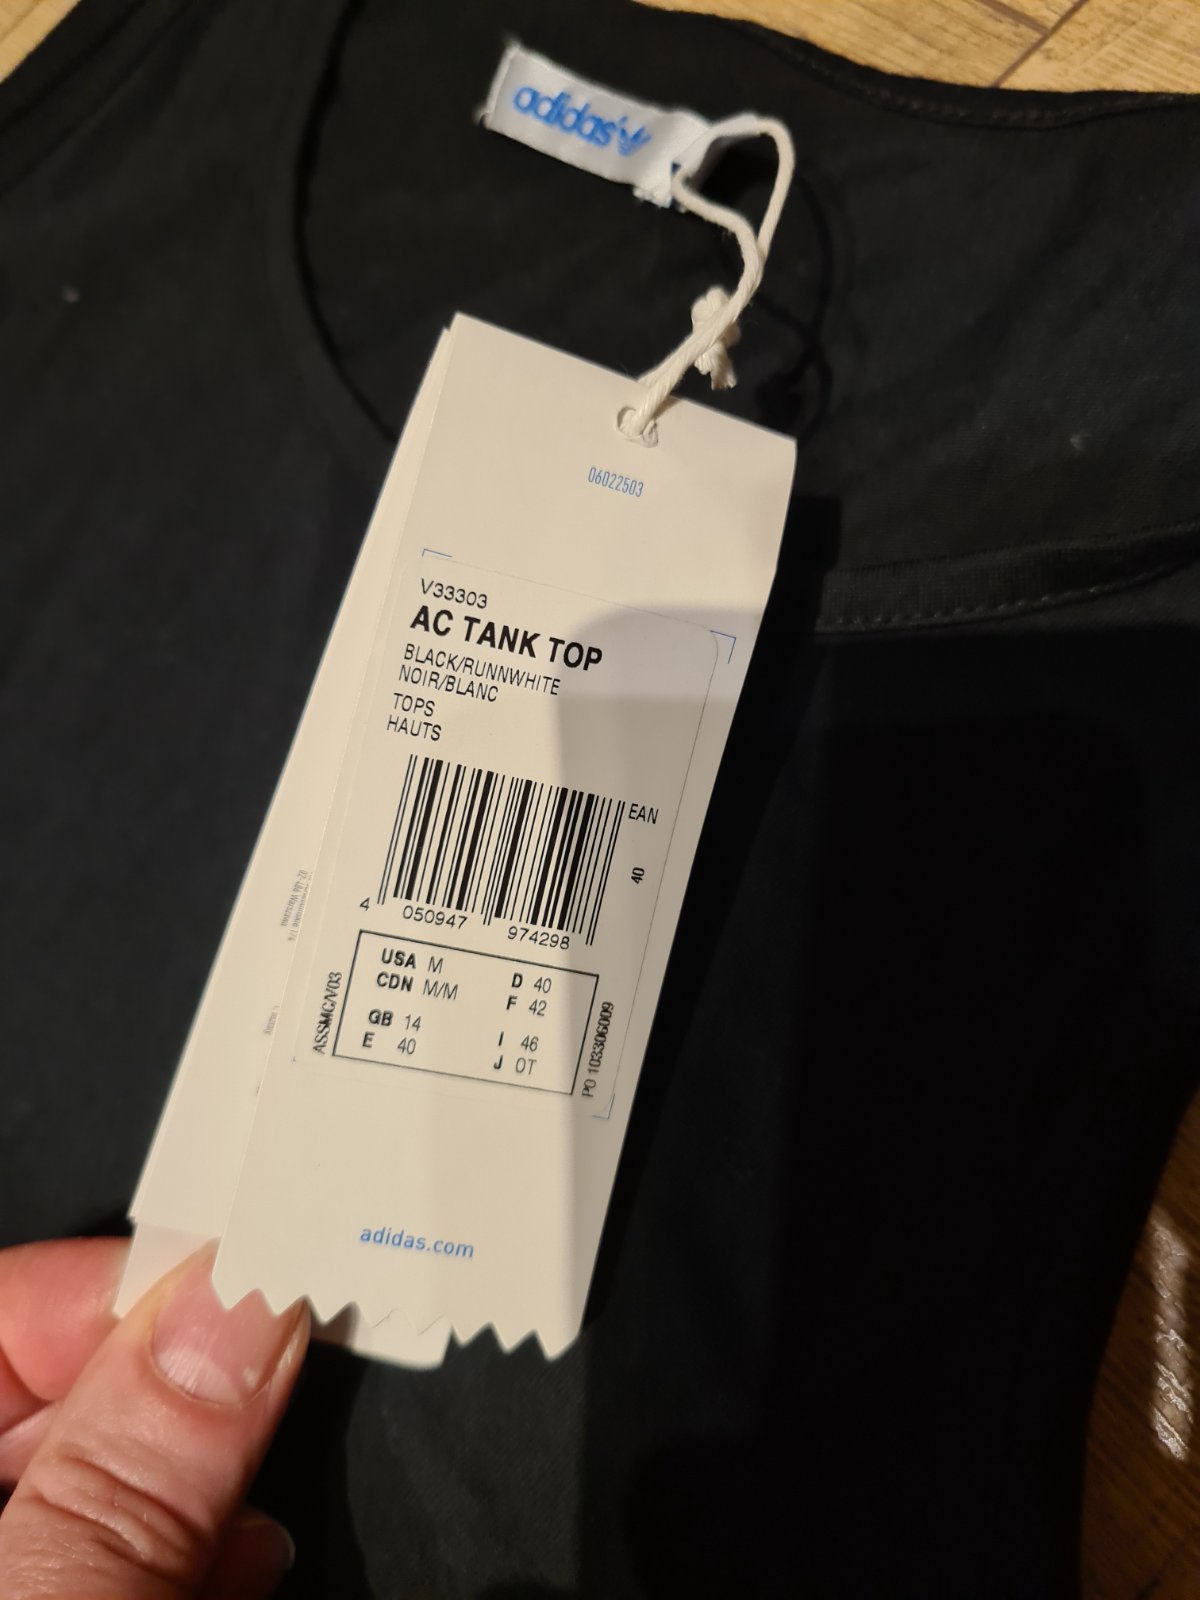 adidas
06022503
V33303
AC TANK TOP
BLACK/RUNNWHITE
NOIR/BLANC
TOPS
HAUTS
EAN
40
4 050947 974298
USA M D 40
CDN M/M F 42
GB 14 I 46
E 40 J OT
ASSMC/V03
PO 103306009
adidas.com